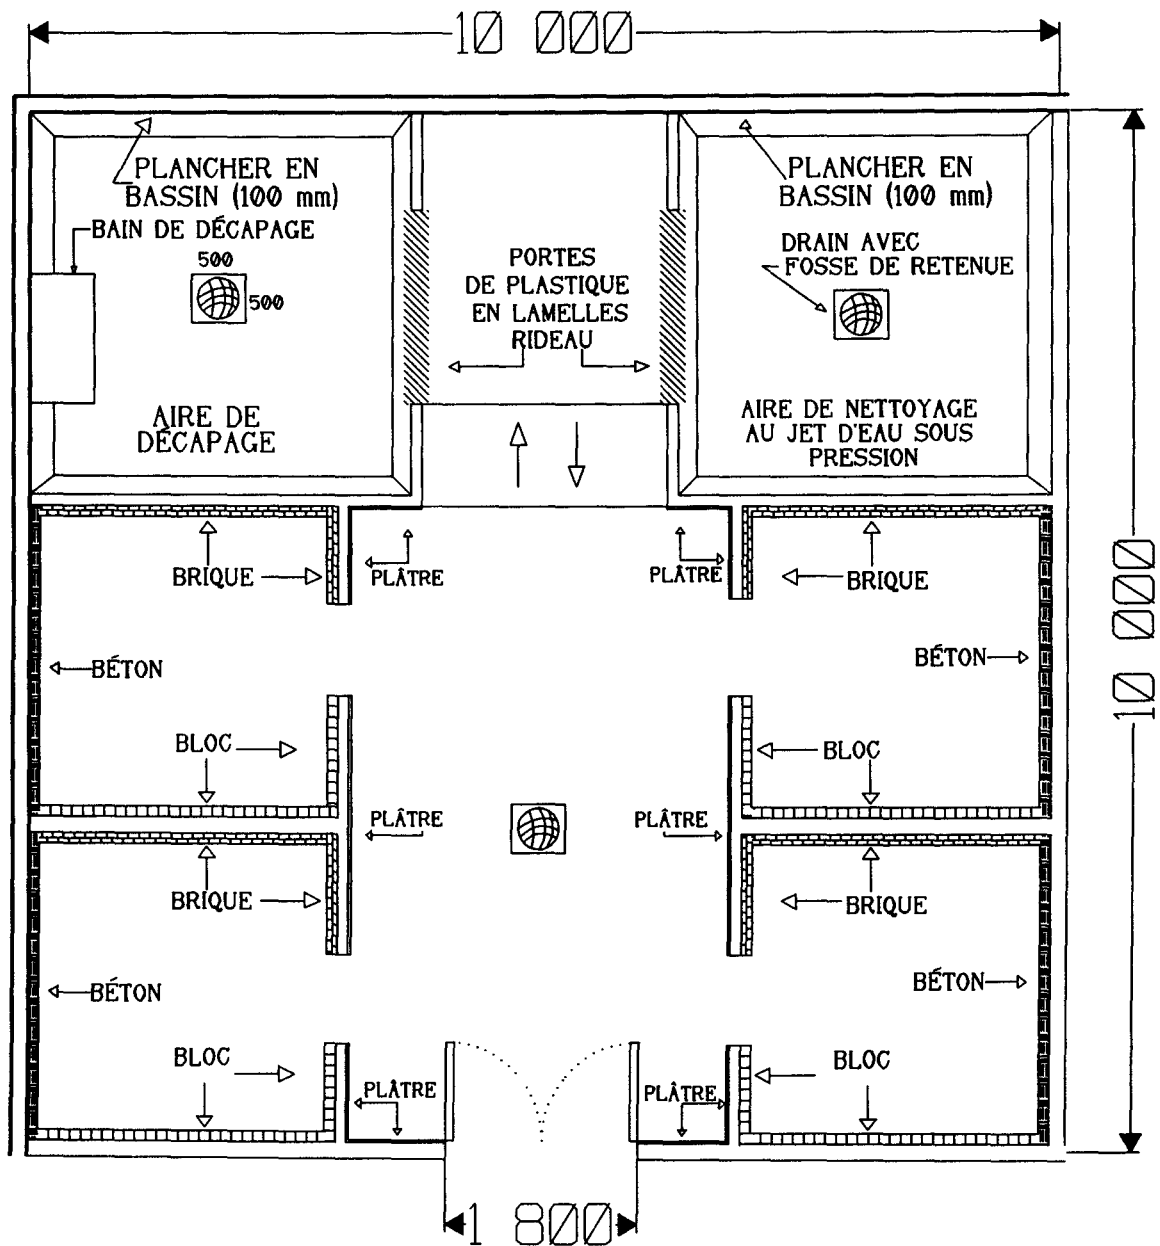 10 000
PLANCHER EN
BASSIN (100 mm)
BAIN DE DÉCAPAGE
500
500
AIRE DE
DÉCAPAGE
PORTES
DE PLASTIQUE
EN LAMELLES
RIDEAU
PLANCHER EN
BASSIN (100 mm)
DRAIN AVEC
FOSSE DE RETENUE
AIRE DE NETTOYAGE
AU JET D'EAU SOUS
PRESSION
10 000
BRIQUE
PLÂTRE
PLÂTRE
BRIQUE
BÉTON
BÉTON
BLOC
BLOC
PLÂTRE
PLÂTRE
BRIQUE
BRIQUE
BÉTON
BÉTON
BLOC
BLOC
PLÂTRE
PLÂTRE
1 800